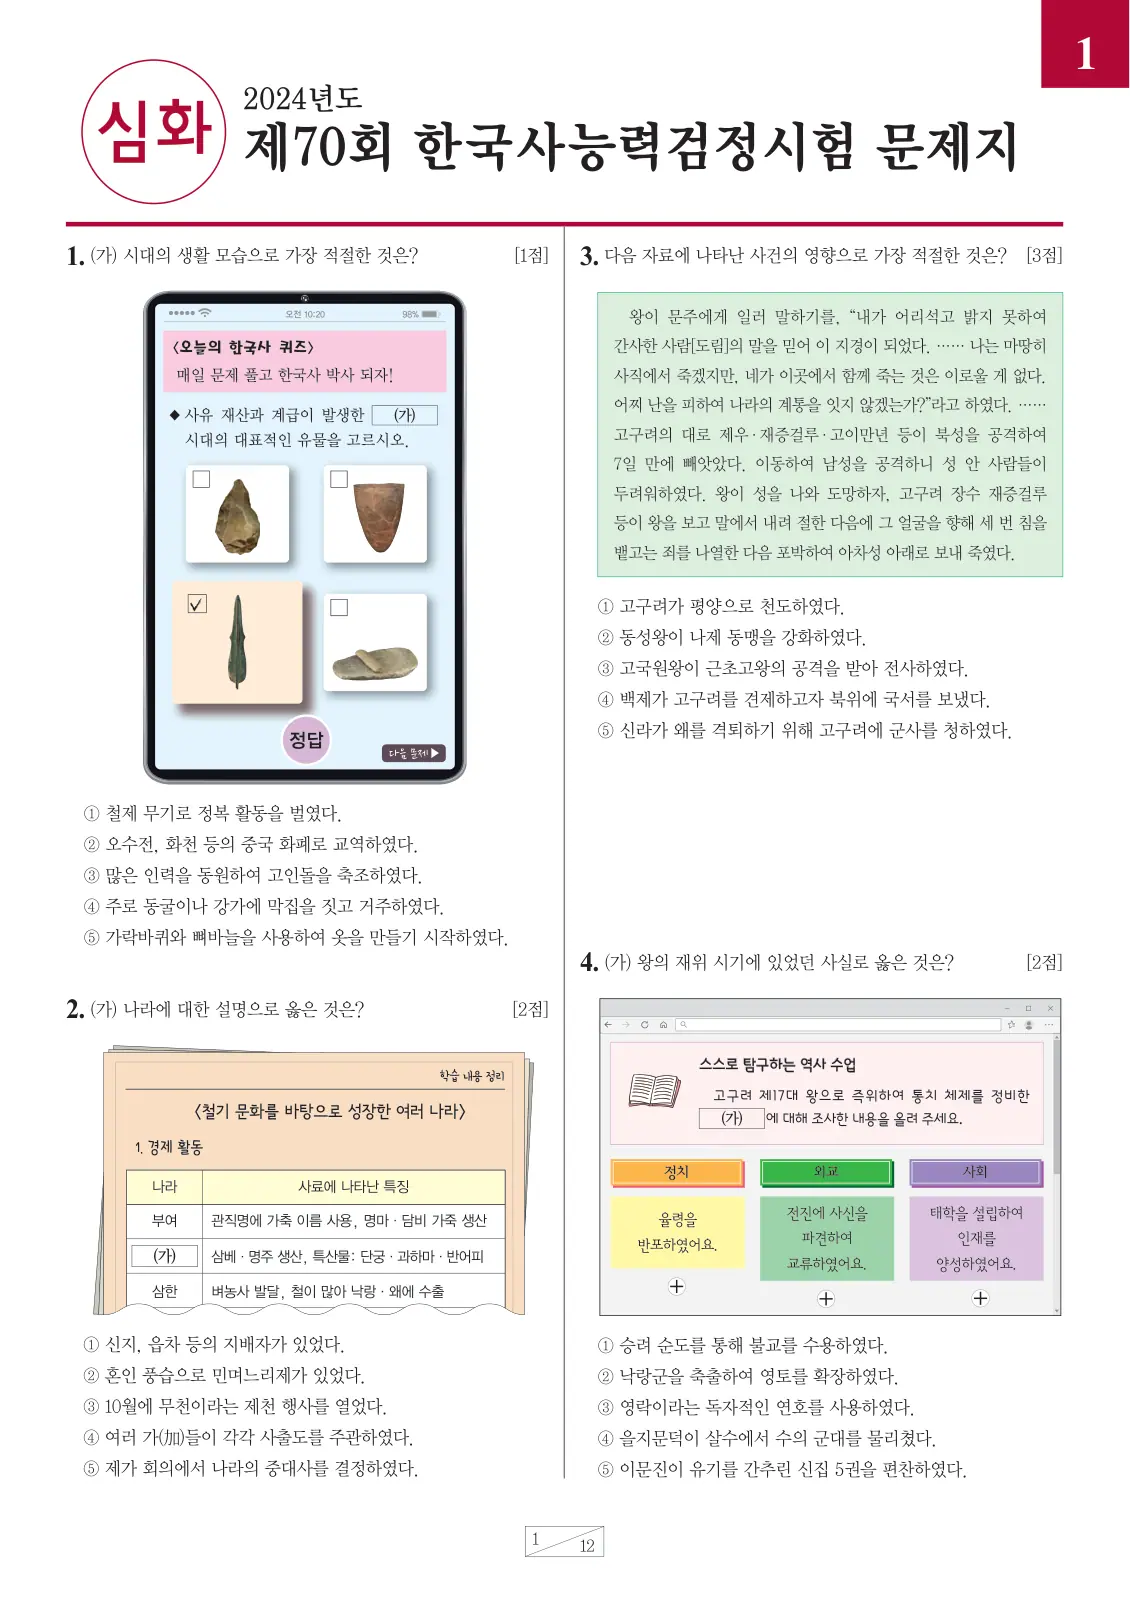 1
심화
2024년도
제70회 한국사능력검정시험 문제지
1. (가) 시대의 생활 모습으로 가장 적절한 것은? [1점]
오전 10:20
98%
<오늘의 한국사 퀴즈>
매일 문제 풀고 한국사 박사 되자!
◆ 사유 재산과 계급이 발생한 (가)
시대의 대표적인 유물을 고르시오.
정답
다음 문제 ▶
① 철제 무기로 정복 활동을 벌였다.
② 오수전, 화천 등의 중국 화폐로 교역하였다.
③ 많은 인력을 동원하여 고인돌을 축조하였다.
④ 주로 동굴이나 강가에 막집을 짓고 거주하였다.
⑤ 가락바퀴와 뼈바늘을 사용하여 옷을 만들기 시작하였다.
2. (가) 나라에 대한 설명으로 옳은 것은? [2점]
학습 내용 정리
<철기 문화를 바탕으로 성장한 여러 나라>
1. 경제 활동
나라 사료에 나타난 특징
부여 관직명에 가축 이름 사용, 명마·담비 가죽 생산
(가) 삼베·명주 생산, 특산물: 단궁·과하마·반어피
삼한 벼농사 발달, 철이 많아 낙랑·왜에 수출
① 신지, 읍차 등의 지배자가 있었다.
② 혼인 풍습으로 민며느리제가 있었다.
③ 10월에 무천이라는 제천 행사를 열었다.
④ 여러 가(加)들이 각각 사출도를 주관하였다.
⑤ 제가 회의에서 나라의 중대사를 결정하였다.
3. 다음 자료에 나타난 사건의 영향으로 가장 적절한 것은? [3점]
왕이 문주에게 일러 말하기를, “내가 어리석고 밝지 못하여
간사한 사람[도림]의 말을 믿어 이 지경이 되었다. …… 나는 마땅히
사직에서 죽겠지만, 네가 이곳에서 함께 죽는 것은 이로울 게 없다.
어찌 난을 피하여 나라의 계통을 잇지 않겠는가?”라고 하였다. ……
고구려의 대로 제우·재증걸루·고이만년 등이 북성을 공격하여
7일 만에 빼앗았다. 이동하여 남성을 공격하니 성 안 사람들이
두려워하였다. 왕이 성을 나와 도망하자, 고구려 장수 재증걸루
등이 왕을 보고 말에서 내려 절한 다음에 그 얼굴을 향해 세 번 침을
뱉고는 죄를 나열한 다음 포박하여 아차성 아래로 보내 죽였다.
① 고구려가 평양으로 천도하였다.
② 동성왕이 나제 동맹을 강화하였다.
③ 고국원왕이 근초고왕의 공격을 받아 전사하였다.
④ 백제가 고구려를 견제하고자 북위에 국서를 보냈다.
⑤ 신라가 왜를 격퇴하기 위해 고구려에 군사를 청하였다.
4. (가) 왕의 재위 시기에 있었던 사실로 옳은 것은? [2점]
스스로 탐구하는 역사 수업
고구려 제17대 왕으로 즉위하여 통치 체제를 정비한
(가) 에 대해 조사한 내용을 올려 주세요.
정치 외교 사회
율령을
반포하였어요.
전진에 사신을
파견하여
교류하였어요.
태학을 설립하여
인재를
양성하였어요.
① 승려 순도를 통해 불교를 수용하였다.
② 낙랑군을 축출하여 영토를 확장하였다.
③ 영락이라는 독자적인 연호를 사용하였다.
④ 을지문덕이 살수에서 수의 군대를 물리쳤다.
⑤ 이문진이 유기를 간추린 신집 5권을 편찬하였다.
1 12